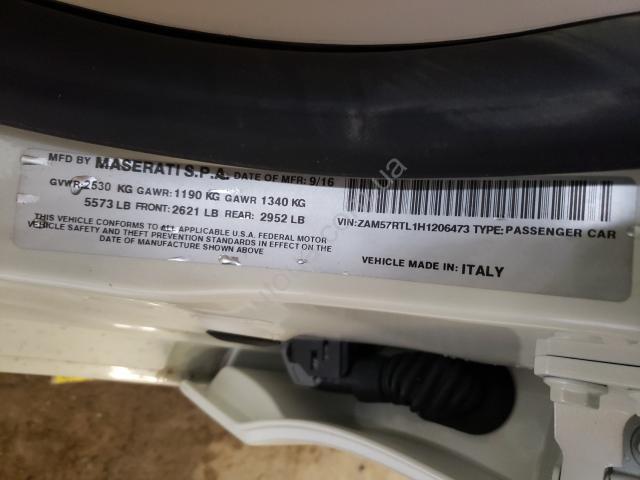 MFD BY MASERATI S.P.A. DATE OF MFR: 9/16
GVWR:2530 KG GAWR: 1190 KG GAWR 1340 KG
5573 LB FRONT: 2621 LB REAR: 2952 LB
THIS VEHICLE CONFORMS TO ALL APPLICABLE U.S.A. FEDERAL MOTOR
VEHICLE SAFETY AND THEFT PREVENTION STANDARDS IN EFFECT ON THE
DATE OF MANUFACTURE SHOWN ABOVE
VIN: ZAM57RTL1H1206473 TYPE: PASSENGER CAR
VEHICLE MADE IN: ITALY